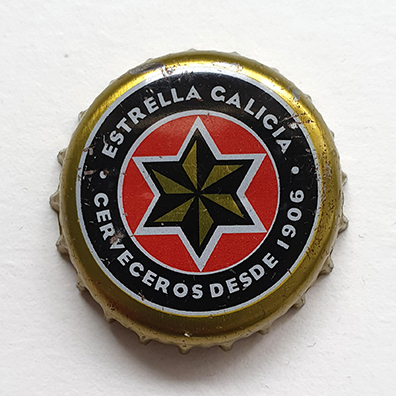 ESTRELLA GALICIA
CERVECEROS DESDE 1906